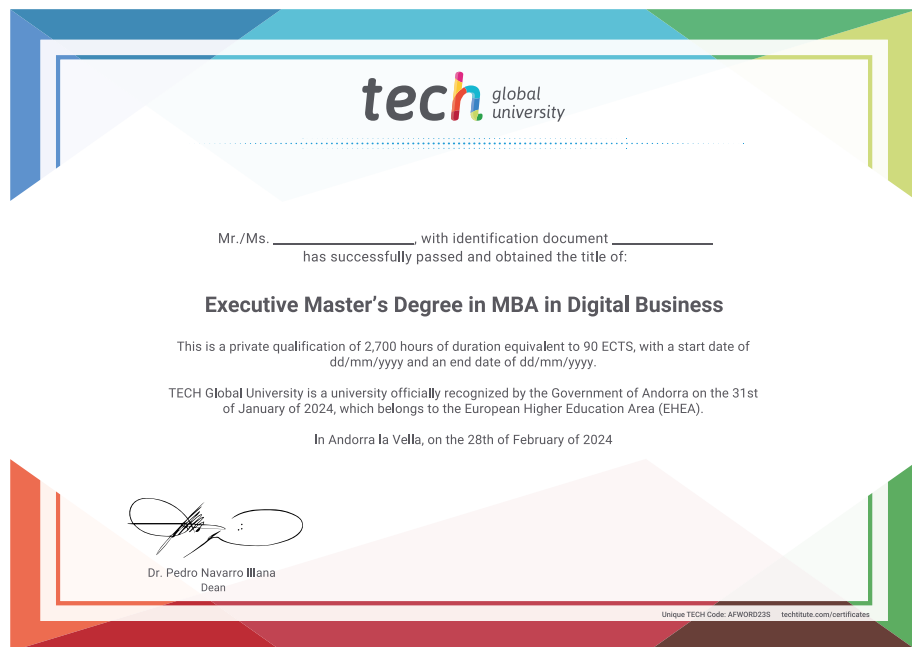 tech global
university
Mr./Ms. ____________, with identification document ____________
has successfully passed and obtained the title of:
Executive Master’s Degree in MBA in Digital Business
This is a private qualification of 2,700 hours of duration equivalent to 90 ECTS, with a start date of
dd/mm/yyyy and an end date of dd/mm/yyyy.
TECH Global University is a university officially recognized by the Government of Andorra on the 31st
of January of 2024, which belongs to the European Higher Education Area (EHEA).
In Andorra la Vella, on the 28th of February of 2024
Dr. Pedro Navarro Illana
Dean
Unique TECH Code: AFWORD23S techtitute.com/certificates